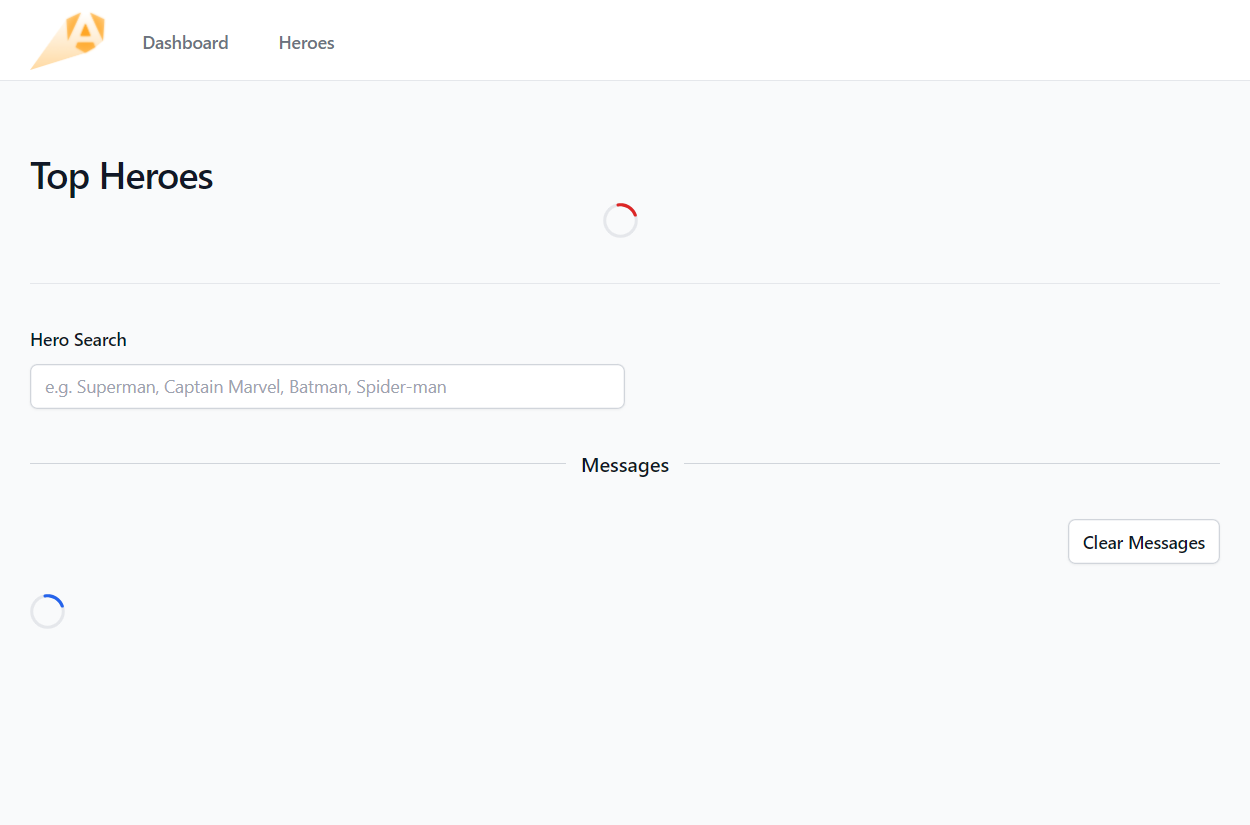 Dashboard Heroes
Top Heroes
Hero Search
e.g. Superman, Captain Marvel, Batman, Spider-man
Messages
Clear Messages